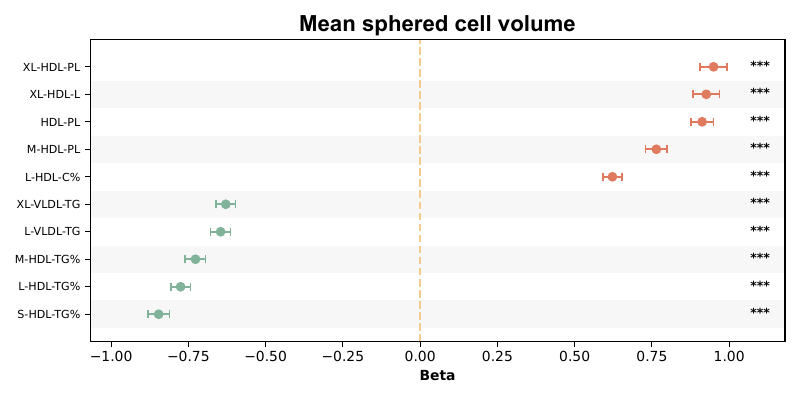 Mean sphered cell volume
XL-HDL-PL ***
XL-HDL-L ***
HDL-PL ***
M-HDL-PL ***
L-HDL-C% ***
XL-VLDL-TG ***
L-VLDL-TG ***
M-HDL-TG% ***
L-HDL-TG% ***
S-HDL-TG% ***
−1.00 −0.75 −0.50 −0.25 0.00 0.25 0.50 0.75 1.00
Beta